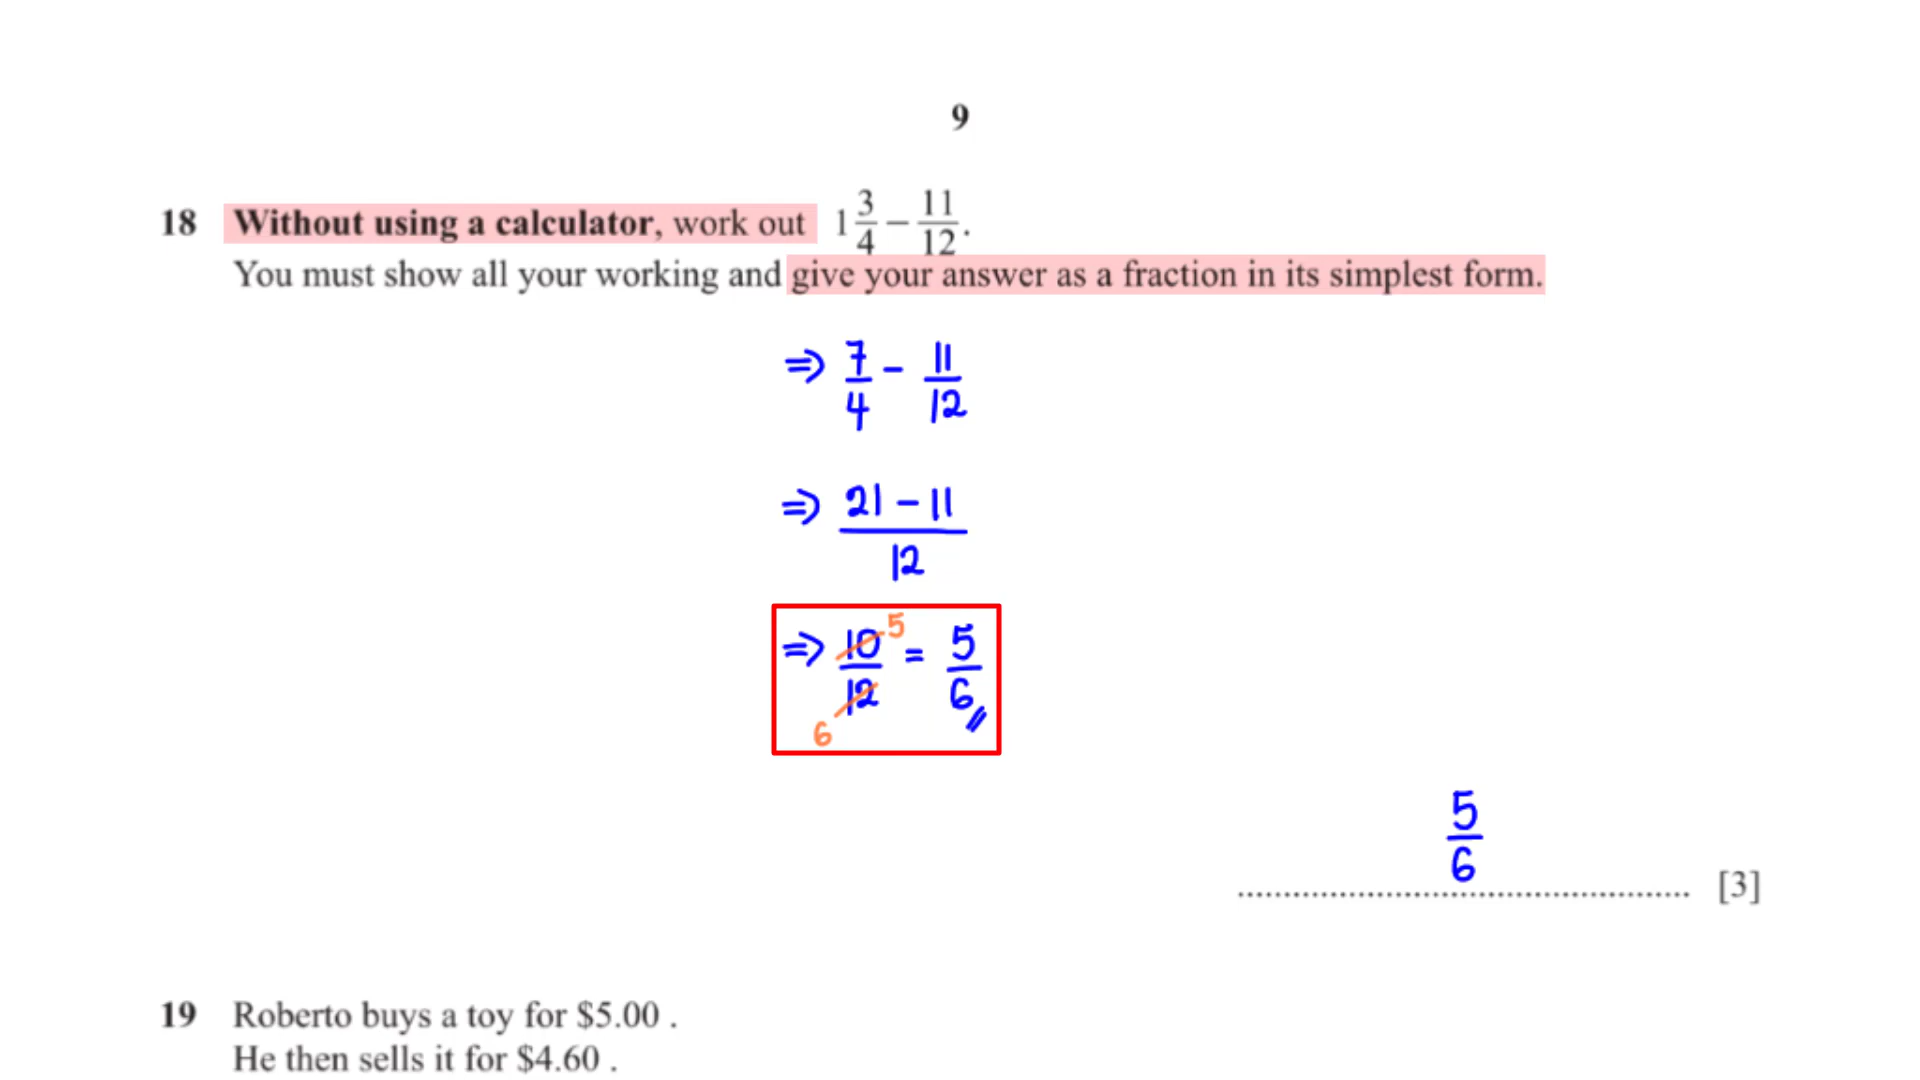 9
18 Without using a calculator, work out 1 3/4 − 11/12.
You must show all your working and give your answer as a fraction in its simplest form.
⇒ 7/4 − 11/12
⇒ (21 − 11)/12
⇒ 10/12 = 5/6
5
6
5/6
........................................ [3]
19 Roberto buys a toy for $5.00 .
He then sells it for $4.60 .